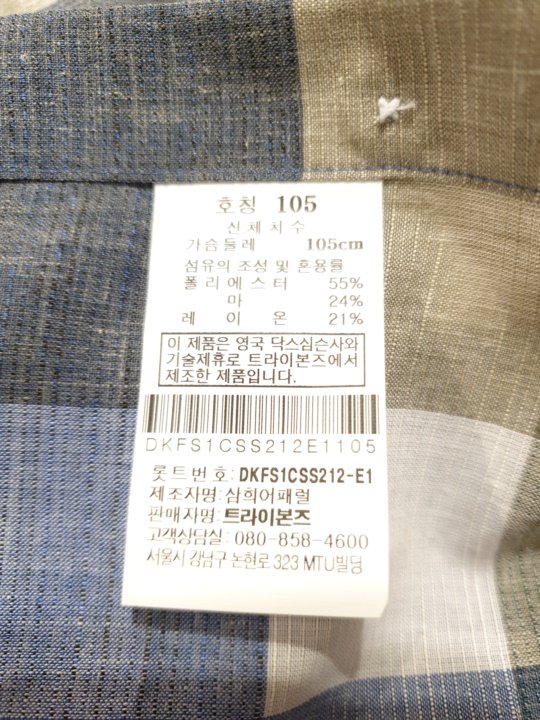 호칭 105
신체치수
가슴둘레 105cm
섬유의 조성 및 혼용률
폴리에스터 55%
마 24%
레이온 21%
이 제품은 영국 닥스심슨사와
기술제휴로 트라이본즈에서
제조한 제품입니다.
DKFS1CSS212E1105
롯트번호: DKFS1CSS212-E1
제조자명: 삼희어패럴
판매자명: 트라이본즈
고객상담실: 080-858-4600
서울시 강남구 논현로 323 MTU빌딩